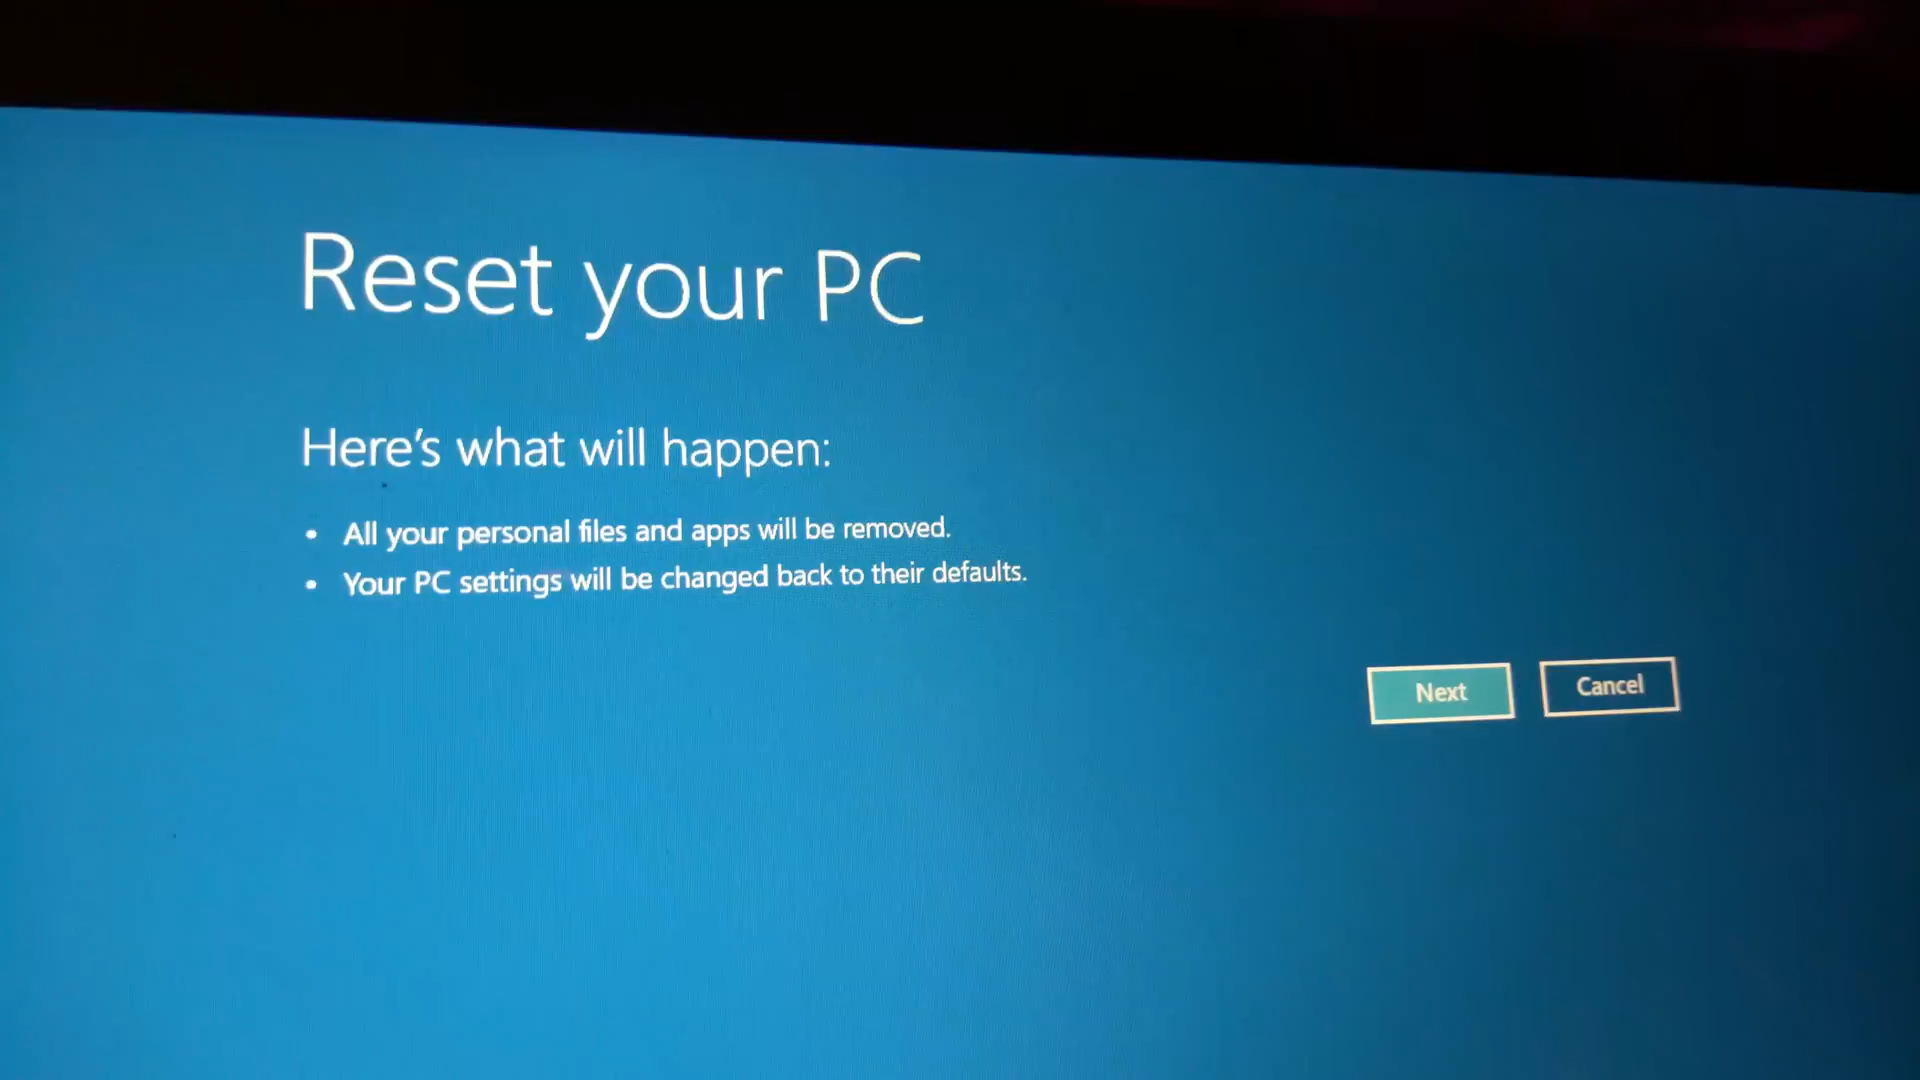 Reset your PC
Here's what will happen:
• All your personal files and apps will be removed.
• Your PC settings will be changed back to their defaults.
Next Cancel